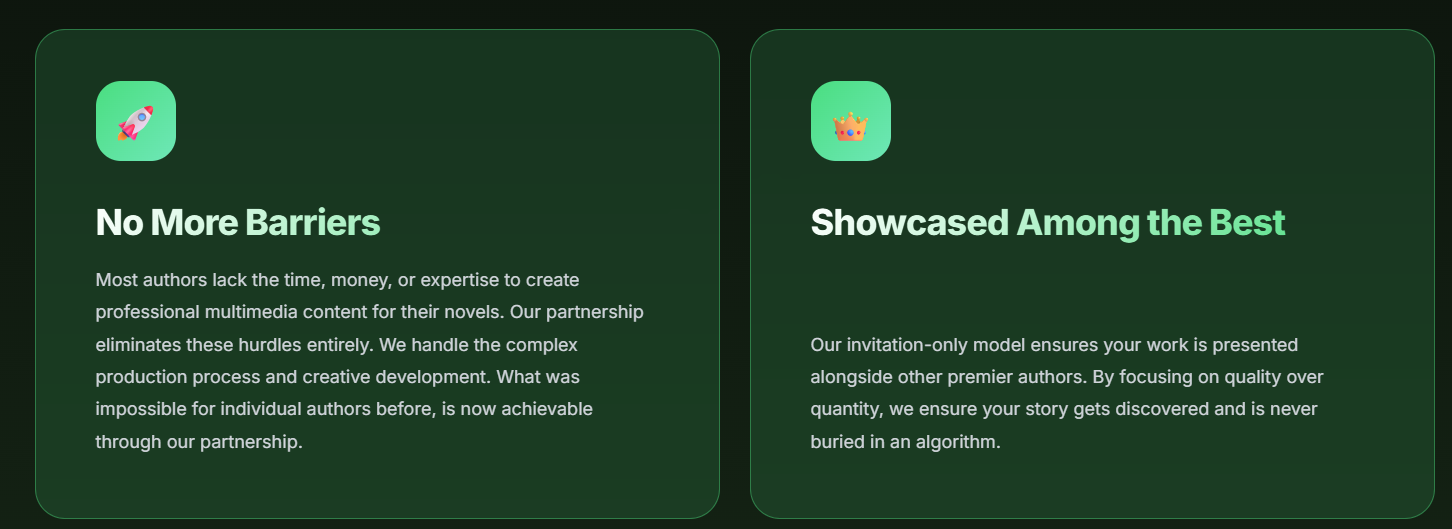 No More Barriers
Most authors lack the time, money, or expertise to create
professional multimedia content for their novels. Our partnership
eliminates these hurdles entirely. We handle the complex
production process and creative development. What was
impossible for individual authors before, is now achievable
through our partnership.
Showcased Among the Best
Our invitation-only model ensures your work is presented
alongside other premier authors. By focusing on quality over
quantity, we ensure your story gets discovered and is never
buried in an algorithm.